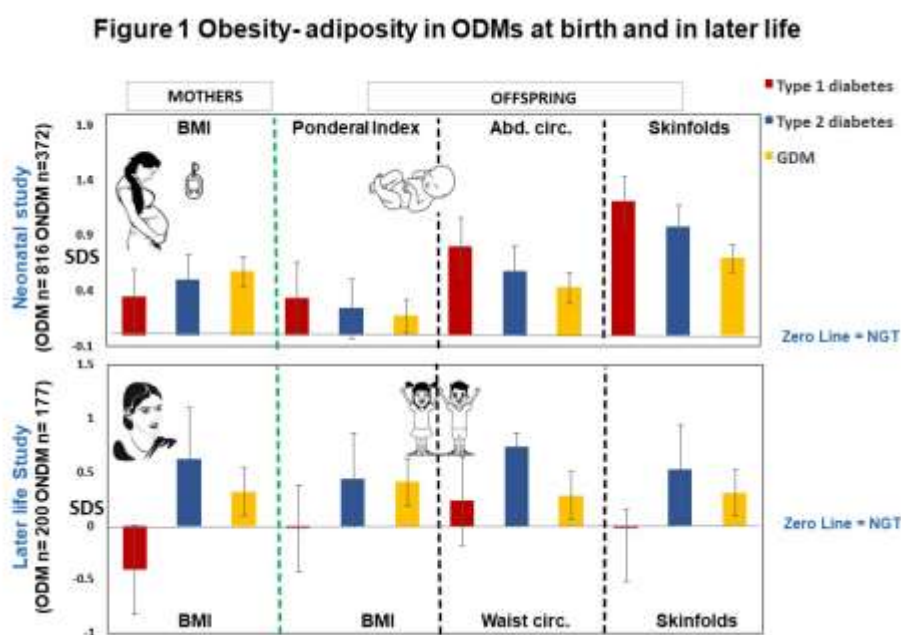 Figure 1 Obesity- adiposity in ODMs at birth and in later life
MOTHERS
OFFSPRING
Type 1 diabetes
Type 2 diabetes
GDM
Neonatal study
(ODM n= 816 ONDM n=372)
BMI
Ponderal Index
Abd. circ.
Skinfolds
1.9
1.4
0.9
SDS
0.4
-0.1
Zero Line = NGT
Later life Study
(ODM n= 200 ONDM n= 177)
1.5
1
0.5
SDS
0
-0.5
-1
Zero Line = NGT
BMI
BMI
Waist circ.
Skinfolds